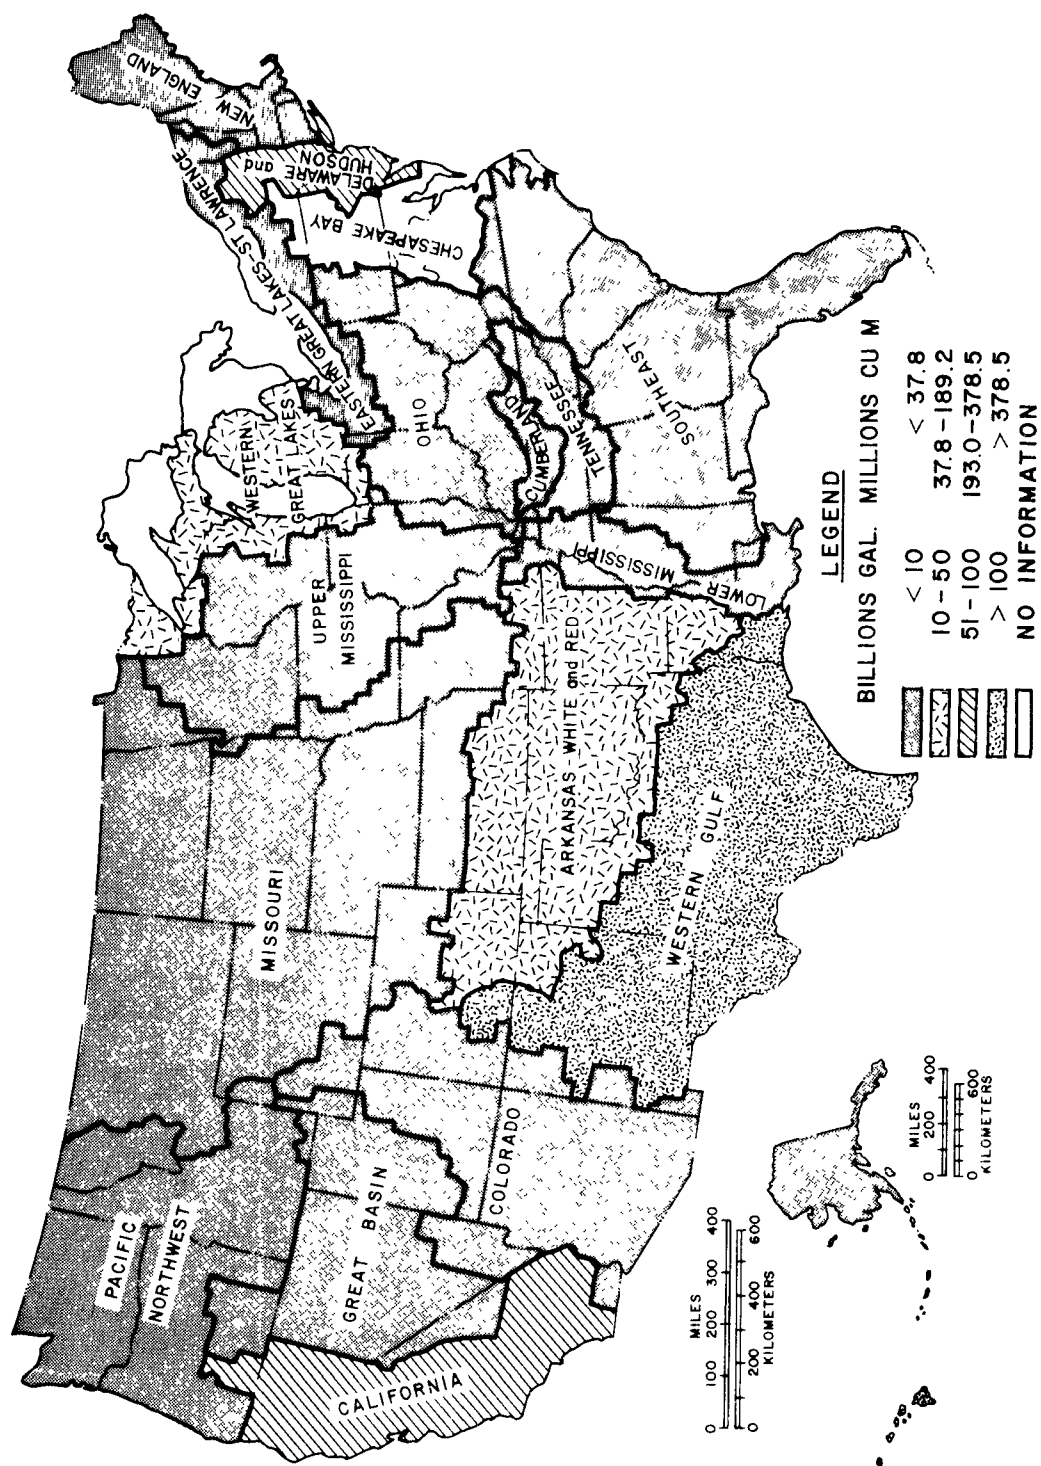 PACIFIC
NORTHWEST
CALIFORNIA
GREAT BASIN
COLORADO
MISSOURI
ARKANSAS-WHITE and RED
WESTERN GULF
UPPER
MISSISSIPPI
LOWER MISSISSIPPI
WESTERN
GREAT LAKES
EASTERN GREAT LAKES-ST LAWRENCE
OHIO
CUMBERLAND
TENNESSEE
SOUTHEAST
CHESAPEAKE BAY
DELAWARE and
HUDSON
NEW ENGLAND
LEGEND
BILLIONS GAL. MILLIONS CU M
< 10 < 37.8
10-50 37.8-189.2
51-100 193.0-378.5
> 100 > 378.5
NO INFORMATION
MILES
0 100 200 300 400
0 200 400 600
KILOMETERS
MILES
0 200 400
0 600
KILOMETERS